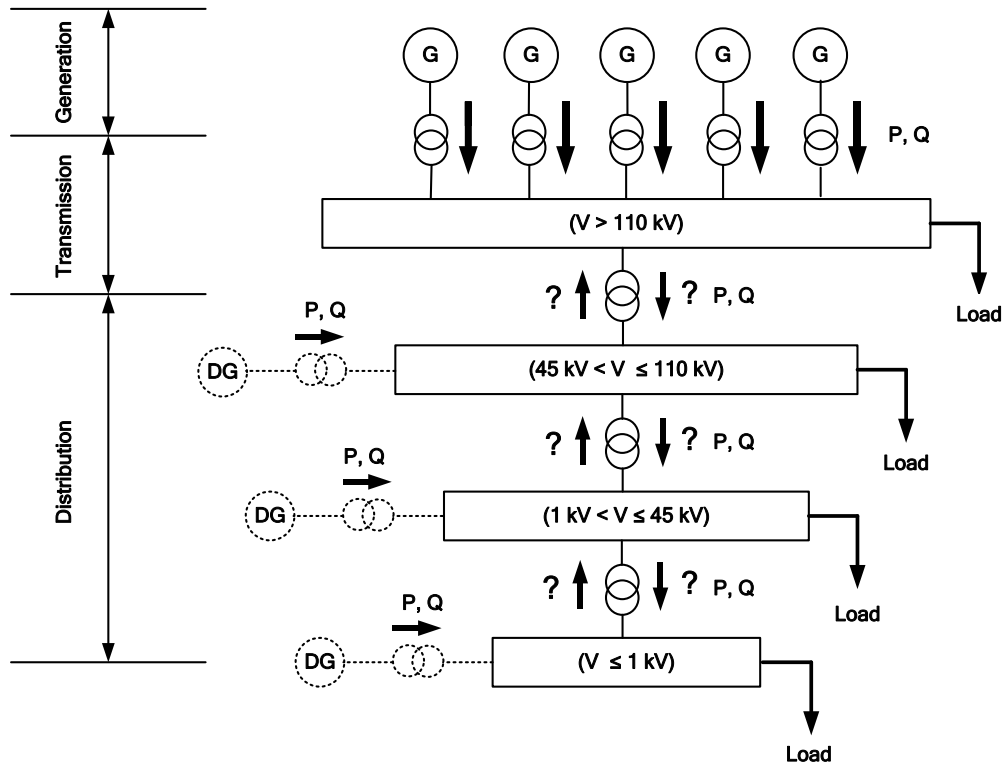 Generation
G G G G G
P, Q
Transmission
(V > 110 kV)
Load
? ? P, Q
P, Q
DG
(45 kV < V ≤ 110 kV)
Load
? ? P, Q
Distribution
P, Q
DG
(1 kV < V ≤ 45 kV)
Load
? ? P, Q
P, Q
DG
(V ≤ 1 kV)
Load